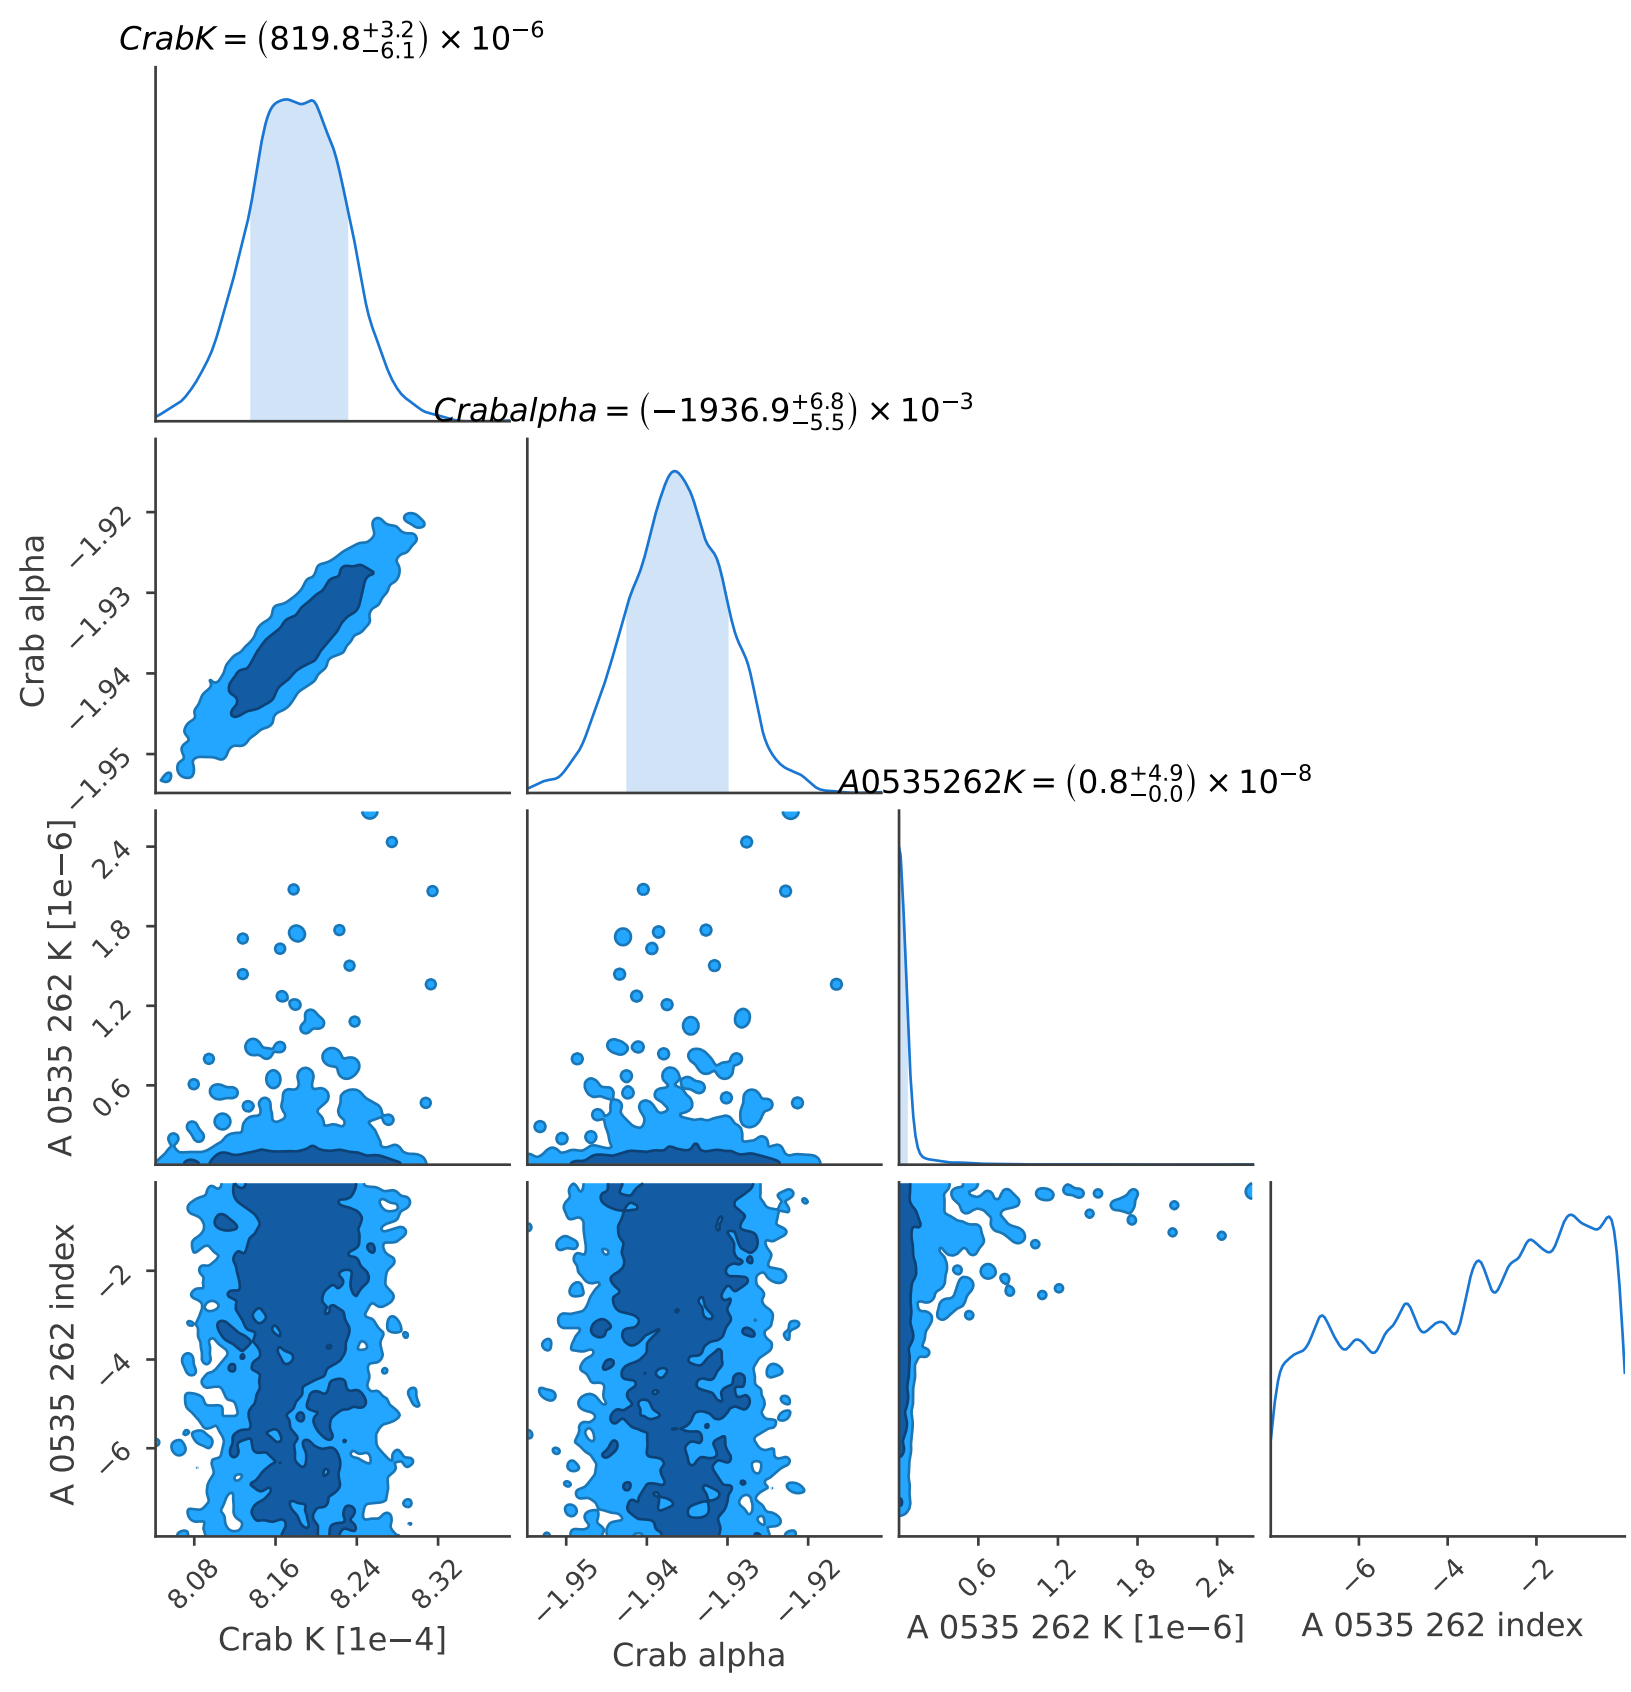 CrabK = (819.8 +3.2 −6.1) × 10−6
Crabalpha = (−1936.9 +6.8 −5.5) × 10−3
Crab alpha
−1.92
−1.93
−1.94
−1.95
A0535262K = (0.8 +4.9 −0.0) × 10−8
A 0535 262 K [1e−6]
2.4
1.8
1.2
0.6
A 0535 262 index
−2
−4
−6
8.08 8.16 8.24 8.32
−1.95 −1.94 −1.93 −1.92
0.6 1.2 1.8 2.4
−6 −4 −2
Crab K [1e−4]
Crab alpha
A 0535 262 K [1e−6]
A 0535 262 index